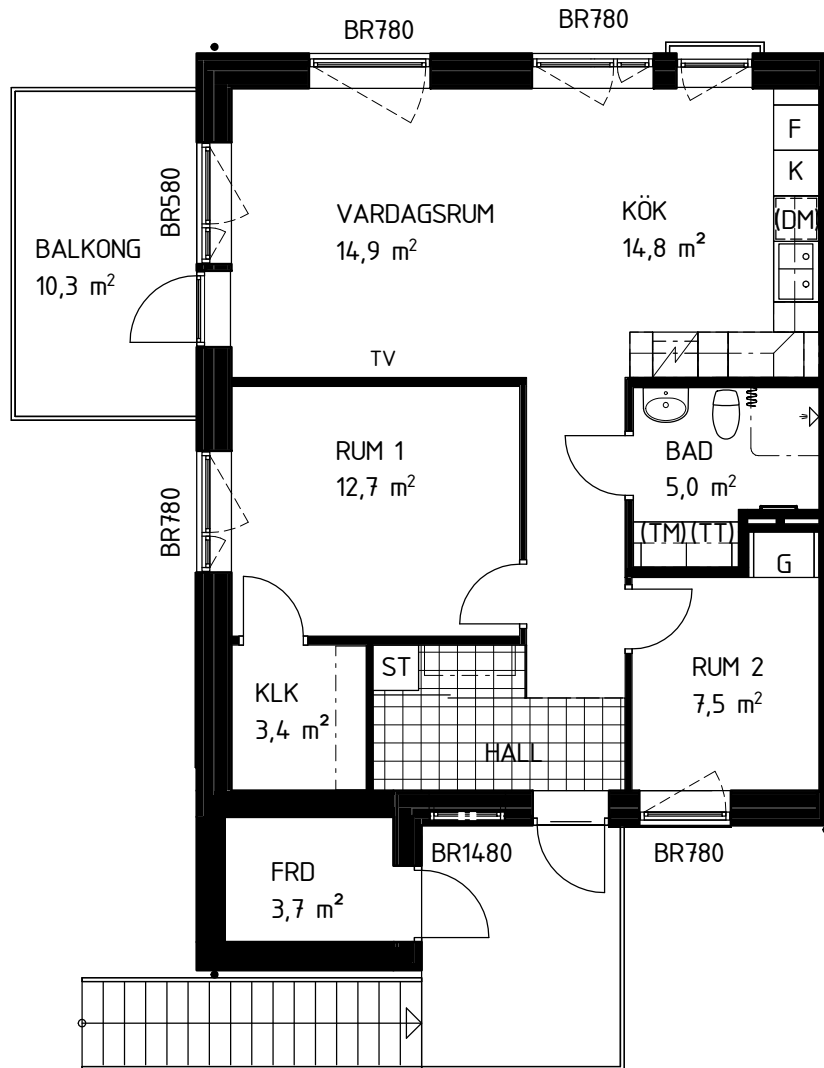 BR780
BR780
F
K
BR580
VARDAGSRUM
14,9 m²
KÖK
14,8 m²
(DM)
BALKONG
10,3 m²
TV
RUM 1
12,7 m²
BAD
5,0 m²
BR780
(TM)(TT)
G
ST
KLK
3,4 m²
RUM 2
7,5 m²
HALL
BR1480
BR780
FRD
3,7 m²